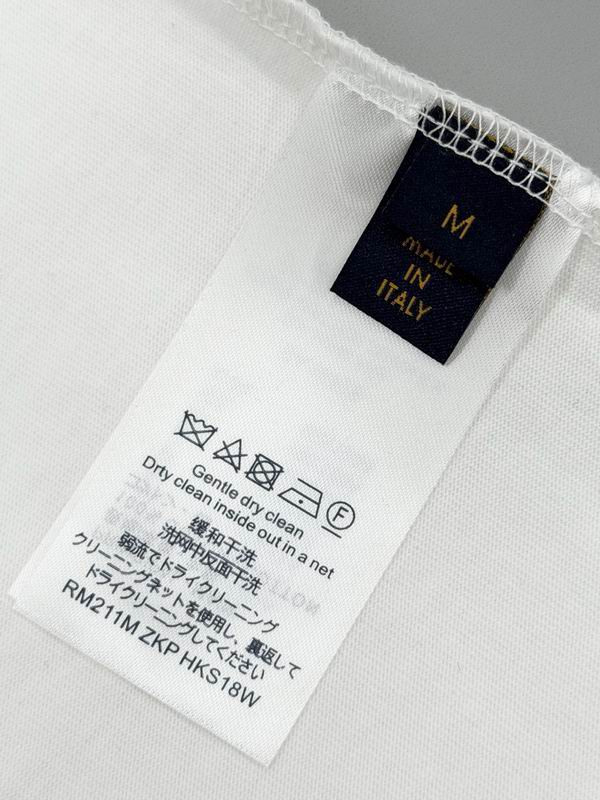 M
MADE
IN
ITALY
F
Gentle dry clean
Drty clean inside out in a net
缓和干洗
洗网中反面干洗
弱流でドライクリーニング
クリーニングネットを使用し、裏返して
ドライクリーニングしてください
RM211M ZKP HKS18W